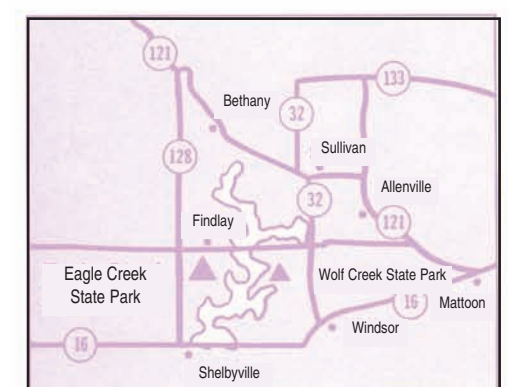 121
133
Bethany
32
Sullivan
128
Allenville
32
121
Findlay
Eagle Creek
State Park
Wolf Creek State Park
16
Mattoon
Windsor
16
Shelbyville